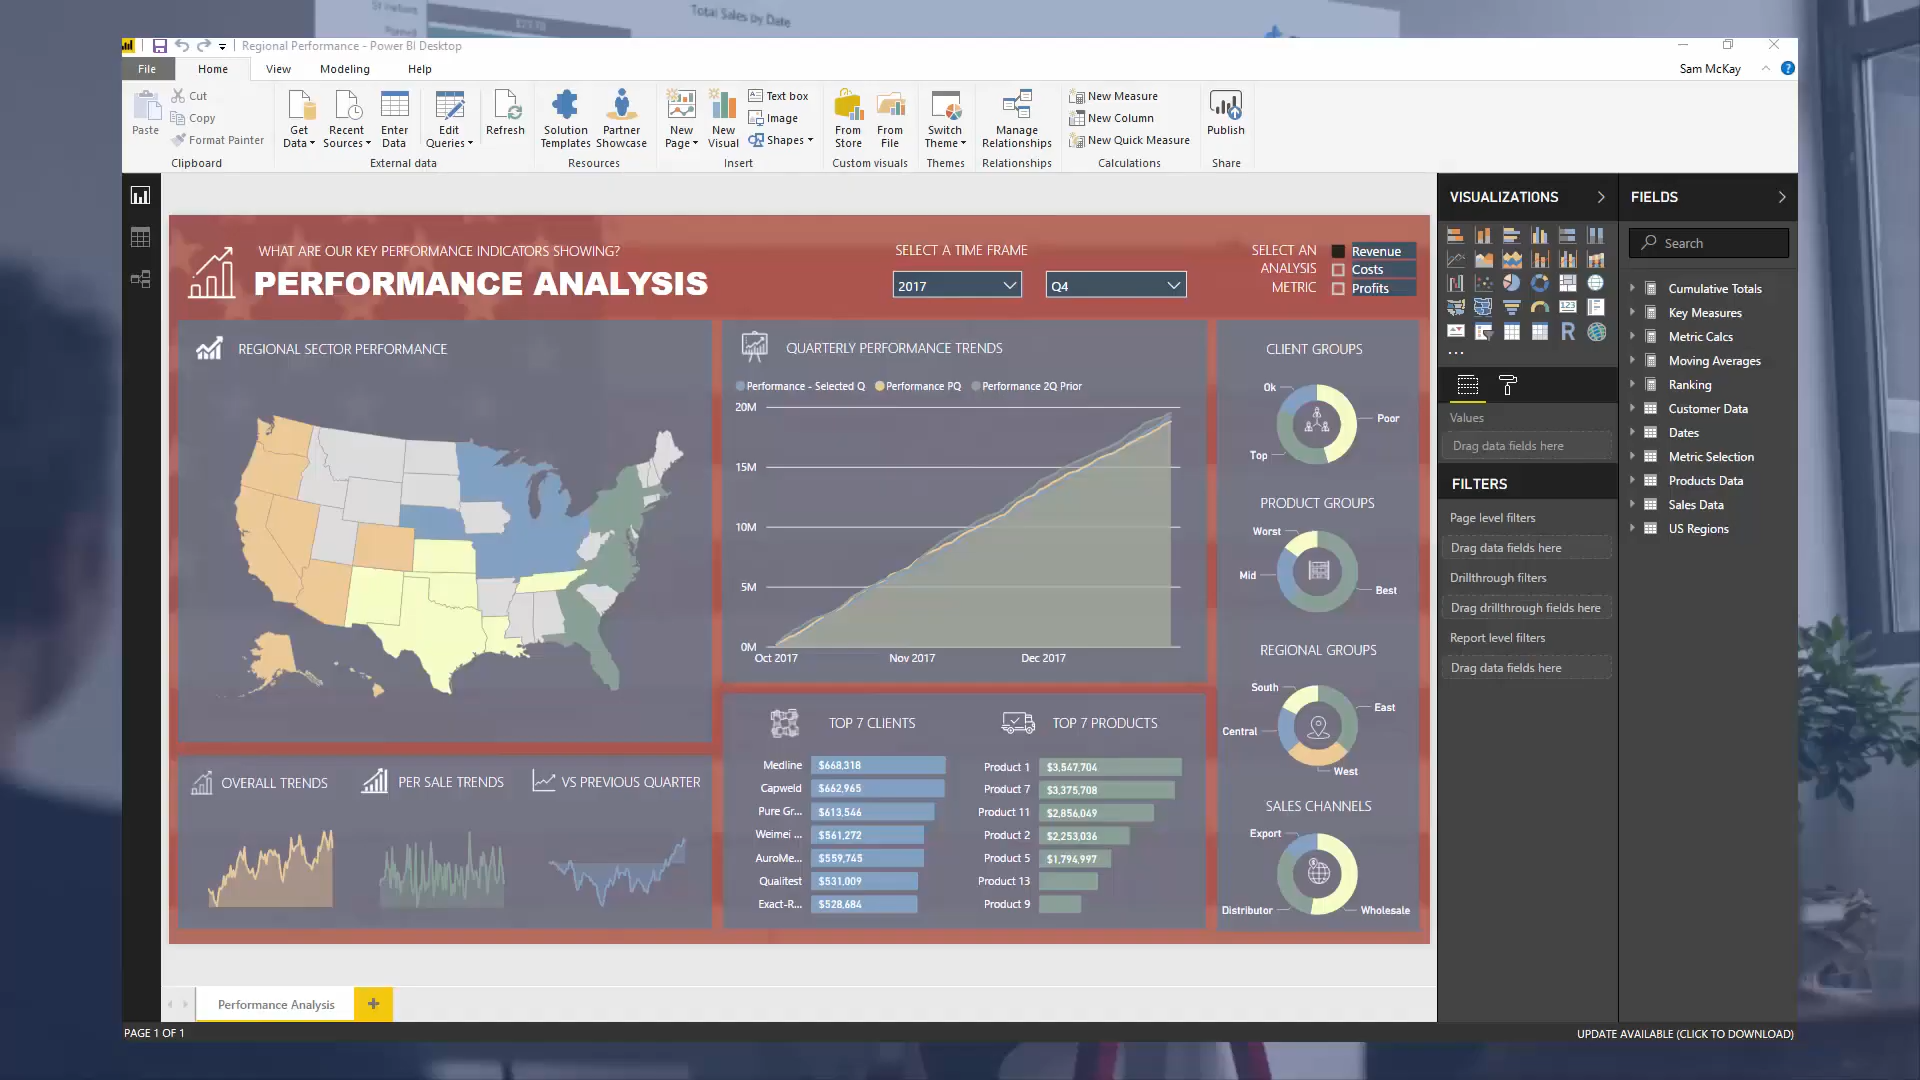 Total Sales by Date
Regional Performance - Power BI Desktop
File Home View Modeling Help
Sam McKay
Paste
Cut
Copy
Format Painter
Clipboard
Get Data
Recent Sources
Enter Data
Edit Queries
External data
Refresh
Solution Templates
Partner Showcase
Resources
New Page
New Visual
Text box
Image
Shapes
Insert
From Store
From File
Custom visuals
Switch Theme
Themes
Manage Relationships
Relationships
New Measure
New Column
New Quick Measure
Calculations
Publish
Share
WHAT ARE OUR KEY PERFORMANCE INDICATORS SHOWING?
PERFORMANCE ANALYSIS
SELECT A TIME FRAME
2017
Q4
SELECT AN
ANALYSIS
METRIC
Revenue
Costs
Profits
REGIONAL SECTOR PERFORMANCE
QUARTERLY PERFORMANCE TRENDS
Performance - Selected Q Performance PQ Performance 2Q Prior
20M
15M
10M
5M
0M
Oct 2017 Nov 2017 Dec 2017
CLIENT GROUPS
Ok
Poor
Top
PRODUCT GROUPS
Worst
Mid
Best
REGIONAL GROUPS
South
East
Central
West
SALES CHANNELS
Export
Distributor
Wholesale
OVERALL TRENDS
PER SALE TRENDS
VS PREVIOUS QUARTER
TOP 7 CLIENTS
Medline $668,318
Capweld $662,965
Pure Gr... $613,546
Weimei ... $561,272
AuroMe... $559,745
Qualitest $531,009
Exact-R... $528,684
TOP 7 PRODUCTS
Product 1 $3,547,704
Product 7 $3,375,708
Product 11 $2,856,049
Product 2 $2,253,036
Product 5 $1,794,997
Product 13
Product 9
VISUALIZATIONS
123
R
...
Values
Drag data fields here
FILTERS
Page level filters
Drag data fields here
Drillthrough filters
Drag drillthrough fields here
Report level filters
Drag data fields here
FIELDS
Search
Cumulative Totals
Key Measures
Metric Calcs
Moving Averages
Ranking
Customer Data
Dates
Metric Selection
Products Data
Sales Data
US Regions
Performance Analysis
+
PAGE 1 OF 1
UPDATE AVAILABLE (CLICK TO DOWNLOAD)